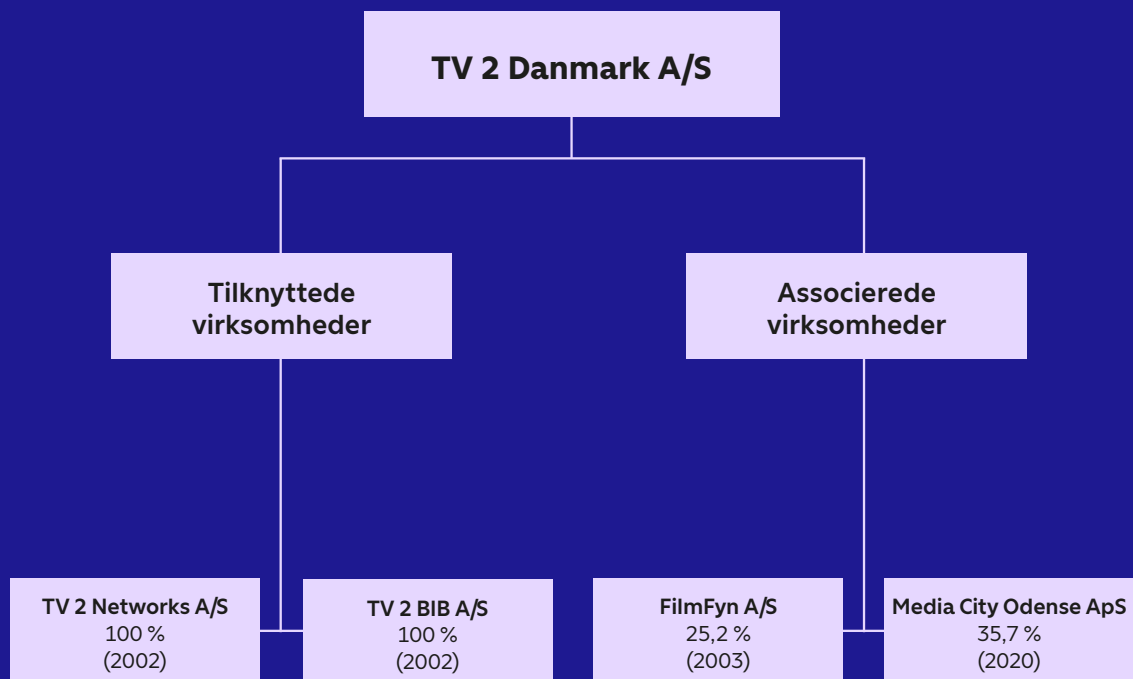 TV 2 Danmark A/S
Tilknyttede
virksomheder
Associerede
virksomheder
TV 2 Networks A/S
100 %
(2002)
TV 2 BIB A/S
100 %
(2002)
FilmFyn A/S
25,2 %
(2003)
Media City Odense ApS
35,7 %
(2020)